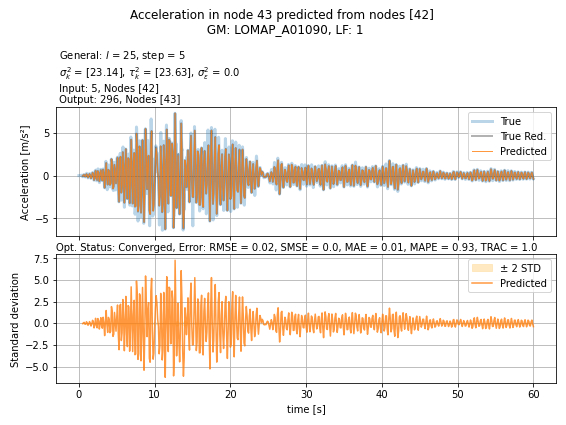 Acceleration in node 43 predicted from nodes [42]
GM: LOMAP_A01090, LF: 1
General: l = 25, step = 5
σ²ₖ = [23.14], τ²ₖ = [23.63], σ²ₜ = 0.0
Input: 5, Nodes [42]
Output: 296, Nodes [43]
Acceleration [m/s²]
5
0
−5
True
True Red.
Predicted
Opt. Status: Converged, Error: RMSE = 0.02, SMSE = 0.0, MAE = 0.01, MAPE = 0.93, TRAC = 1.0
Standard deviation
7.5
5.0
2.5
0.0
−2.5
−5.0
± 2 STD
Predicted
0 10 20 30 40 50 60
time [s]